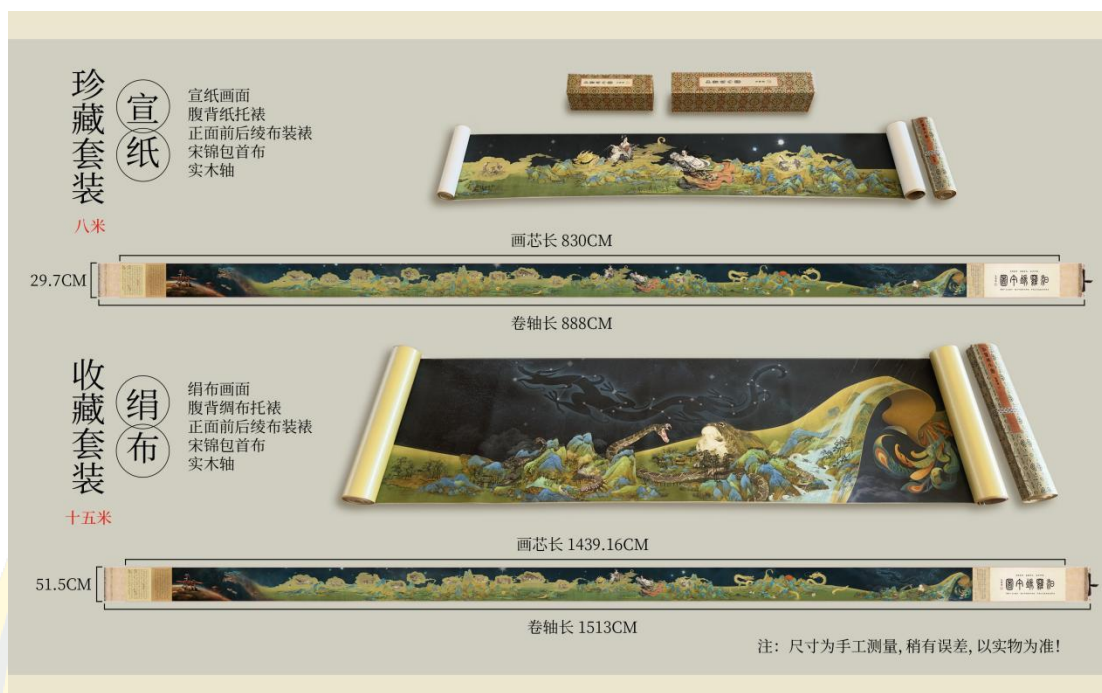 珍藏套装
宣纸
八米
宣纸画面
腹背纸托裱
正面前后绫布装裱
宋锦包首布
实木轴
画芯长 830CM
29.7CM
卷轴长 888CM
收藏套装
绢布
十五米
绢布画面
腹背绸布托裱
正面前后绫布装裱
宋锦包首布
实木轴
画芯长 1439.16CM
51.5CM
卷轴长 1513CM
注：尺寸为手工测量, 稍有误差, 以实物为准！